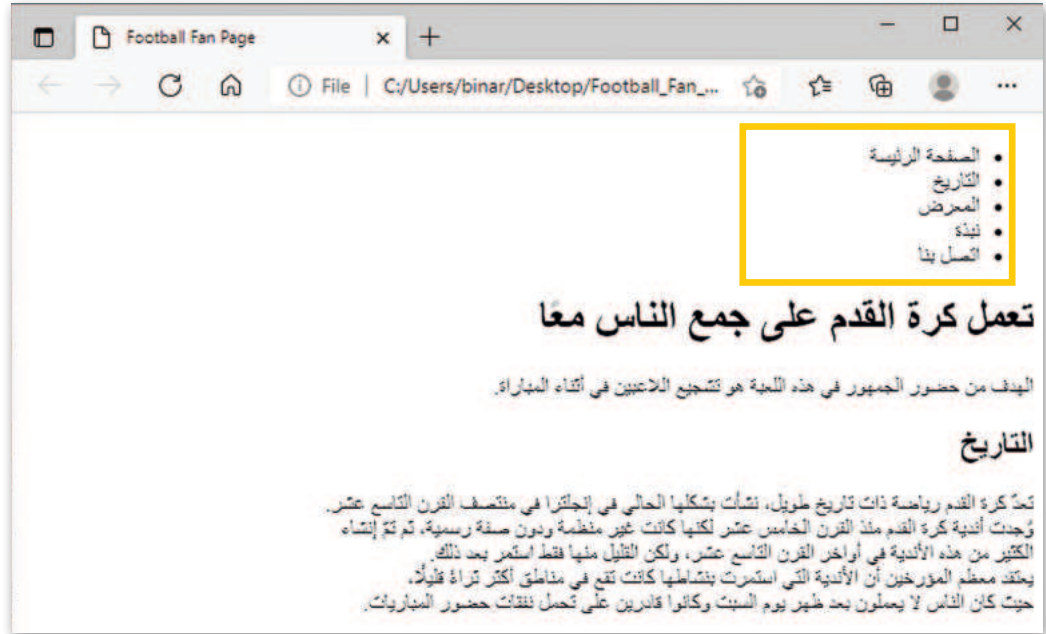 Football Fan Page
File | C:/Users/binar/Desktop/Football_Fan_...
• الصفحة الرئيسة
• التاريخ
• المعرض
• نبذة
• اتصل بنا
تعمل كرة القدم على جمع الناس معًا
الهدف من حضور الجمهور في هذه اللعبة هو تشجيع اللاعبين في أثناء المباراة.
التاريخ
تعدّ كرة القدم رياضة ذات تاريخ طويل، نشأت بشكلها الحالي في إنجلترا في منتصف القرن التاسع عشر.
وُجدت أندية كرة القدم منذ القرن الخامس عشر لكنها كانت غير منظمة ودون صفة رسمية، ثم تمّ إنشاء
الكثير من هذه الأندية في أواخر القرن التاسع عشر، ولكن القليل منها فقط استمر بعد ذلك.
يعتقد معظم المؤرخين أن الأندية التي استمرت بنشاطها كانت تقع في مناطق أكثر ثراءً قليلًا،
حيث كان الناس لا يعملون بعد ظهر يوم السبت وكانوا قادرين على تحمل نفقات حضور المباريات.